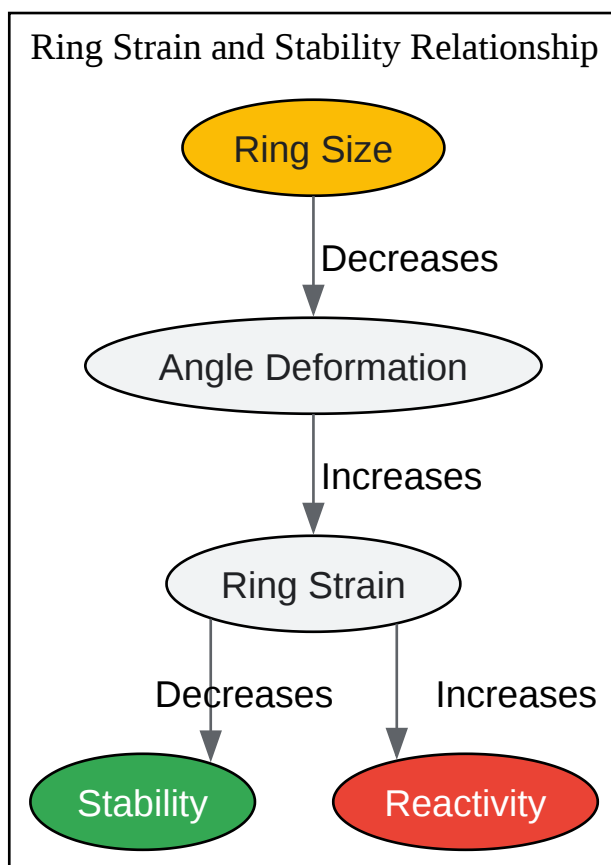 Ring Strain and Stability Relationship
Ring Size
Decreases
Angle Deformation
Increases
Ring Strain
Decreases
Increases
Stability
Reactivity